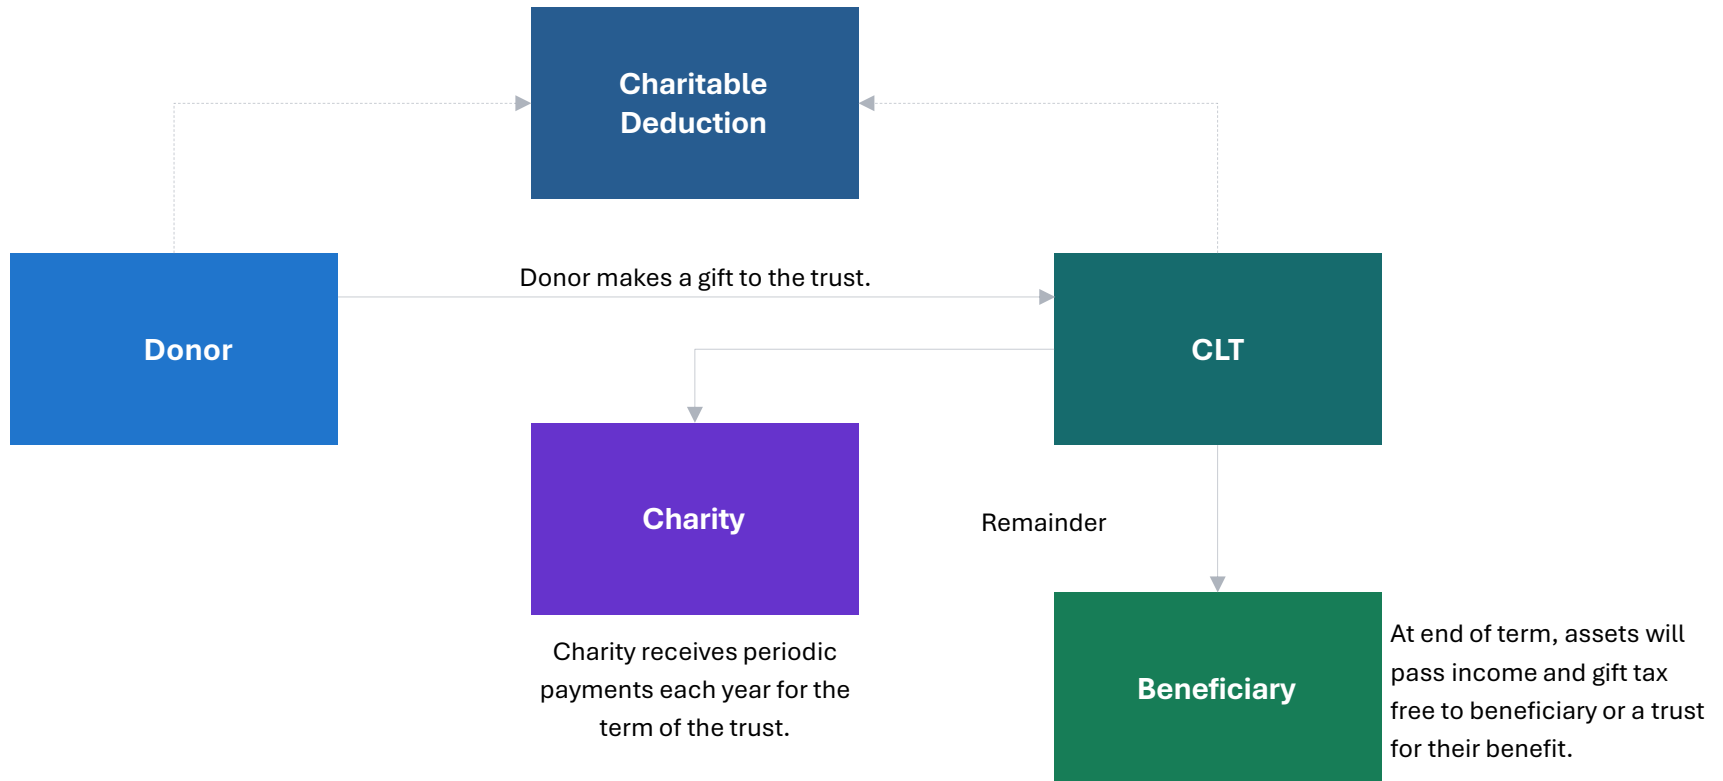 Charitable
Deduction
Donor makes a gift to the trust.
Donor
CLT
Charity
Remainder
Charity receives periodic
payments each year for the
term of the trust.
Beneficiary
At end of term, assets will
pass income and gift tax
free to beneficiary or a trust
for their benefit.